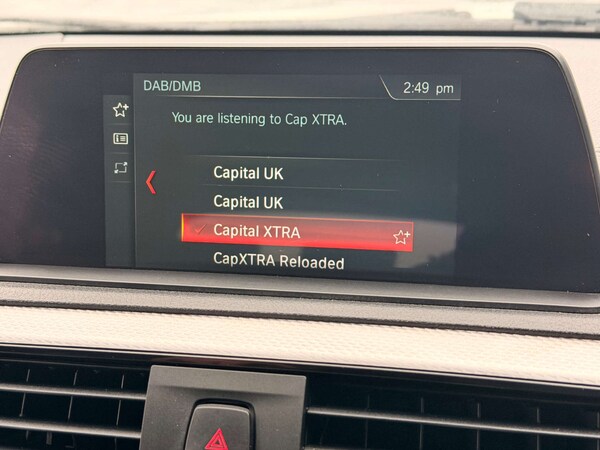 DAB/DMB 2:49 pm
You are listening to Cap XTRA.
Capital UK
Capital UK
Capital XTRA
CapXTRA Reloaded